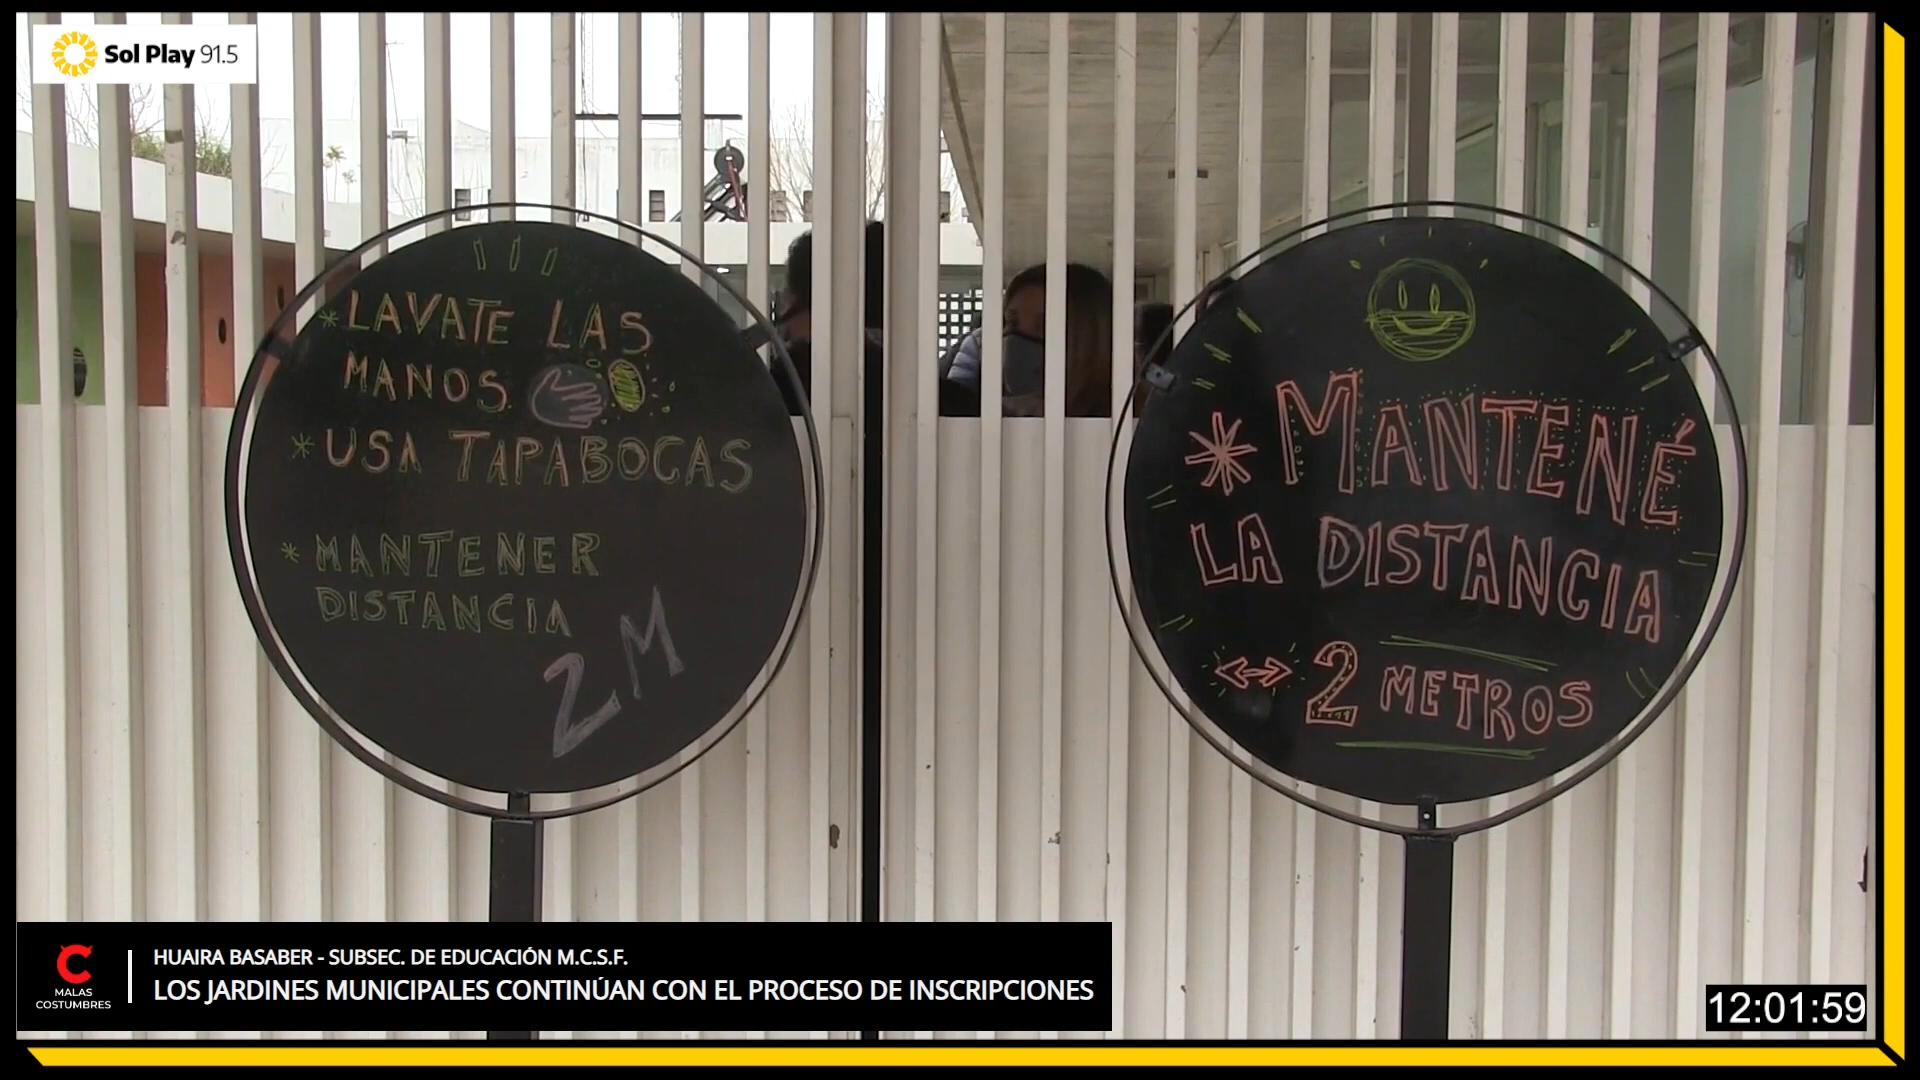 Sol Play 91.5
*LAVATE LAS
MANOS
*USA TAPABOCAS
*MANTENER
DISTANCIA
2M
*MANTENÉ
LA DISTANCIA
↔ 2 METROS
C
MALAS
COSTUMBRES
HUAIRA BASABER - SUBSEC. DE EDUCACIÓN M.C.S.F.
LOS JARDINES MUNICIPALES CONTINÚAN CON EL PROCESO DE INSCRIPCIONES
12:01:59